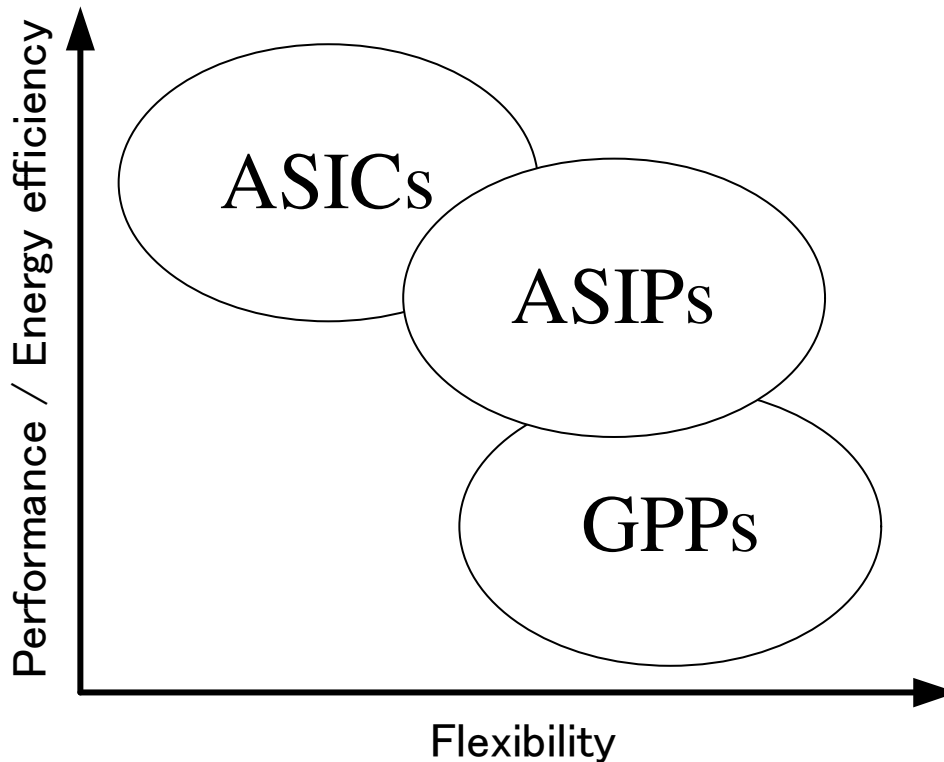 Performance / Energy efficiency
ASICs
ASIPs
GPPs
Flexibility